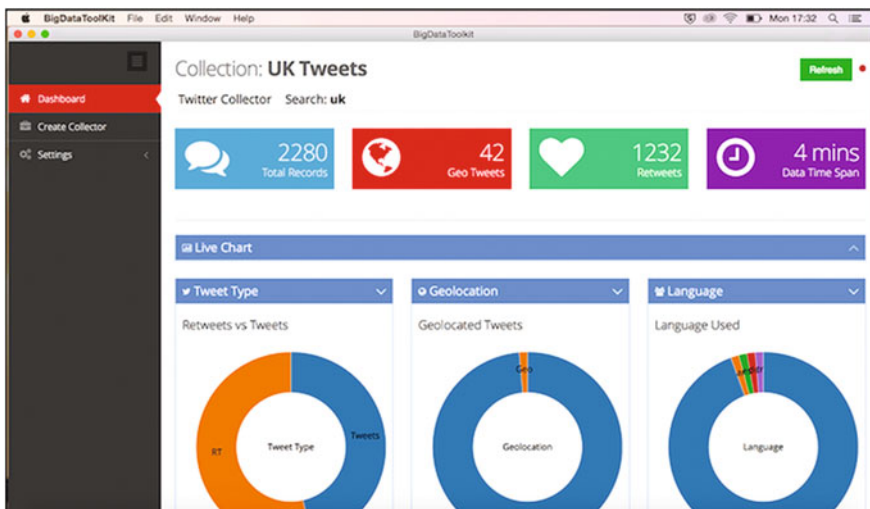 BigDataToolKit File Edit Window Help Mon 17:32
BigDataToolkit
Collection: UK Tweets
Refresh
Dashboard
Twitter Collector Search: uk
Create Collector
Settings
2280
Total Records
42
Geo Tweets
1232
Retweets
4 mins
Data Time Span
Live Chart
Tweet Type
Geolocation
Language
Retweets vs Tweets
Geolocated Tweets
Language Used
Geo
Tweets
RT
Tweet Type
Geolocation
Language